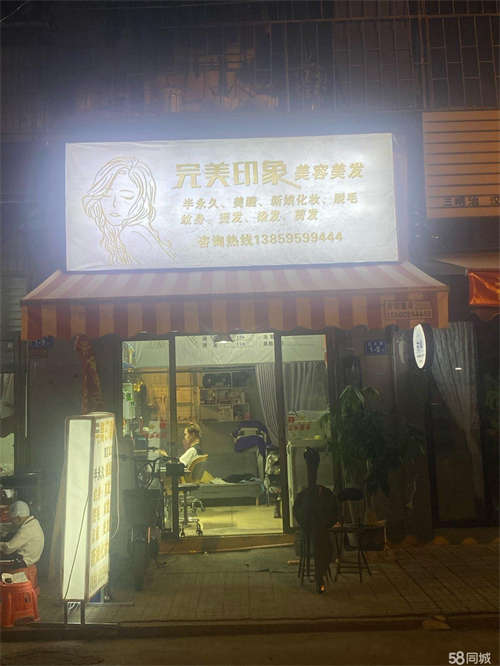 完美印象 美容美发
半永久、美睫、新娘化妆、脱毛
纹身、烫发、染发、剪发
咨询热线13859599444
58同城